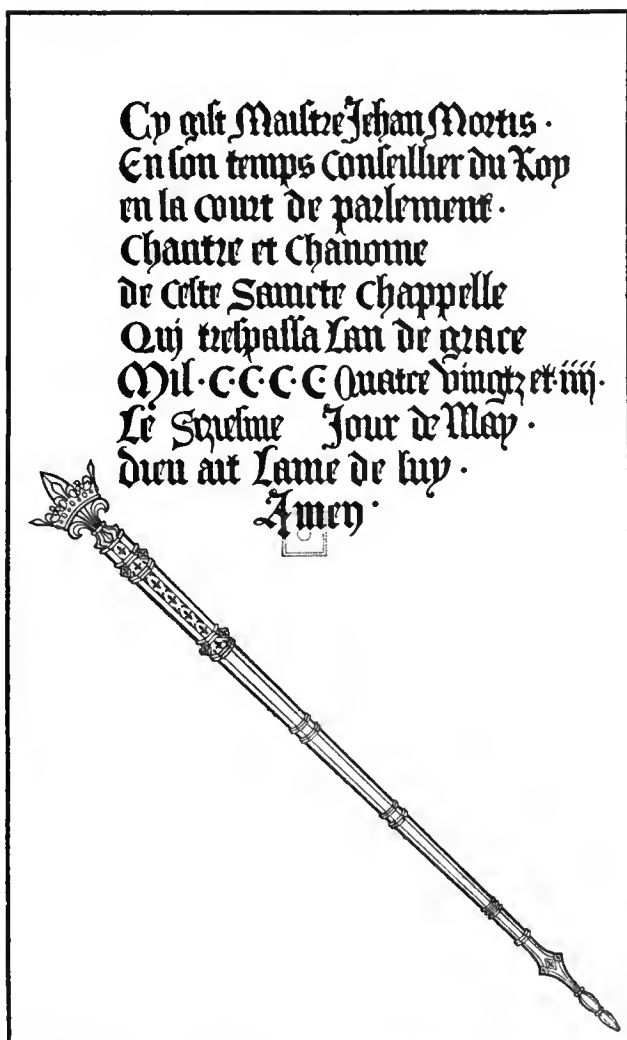 Cy gist Maistre Jehan Mortis ·
En son temps Conseillier du Roy
en la court de parlement ·
Chantre et Chanoine
de ceste Saincte Chappelle
Qui trespassa Lan de grace
Mil · C · C · C · C Quatre vingtz et · iiij ·
Le Seziesme Jour de May ·
dieu ait Lame de luy ·
Amen ·